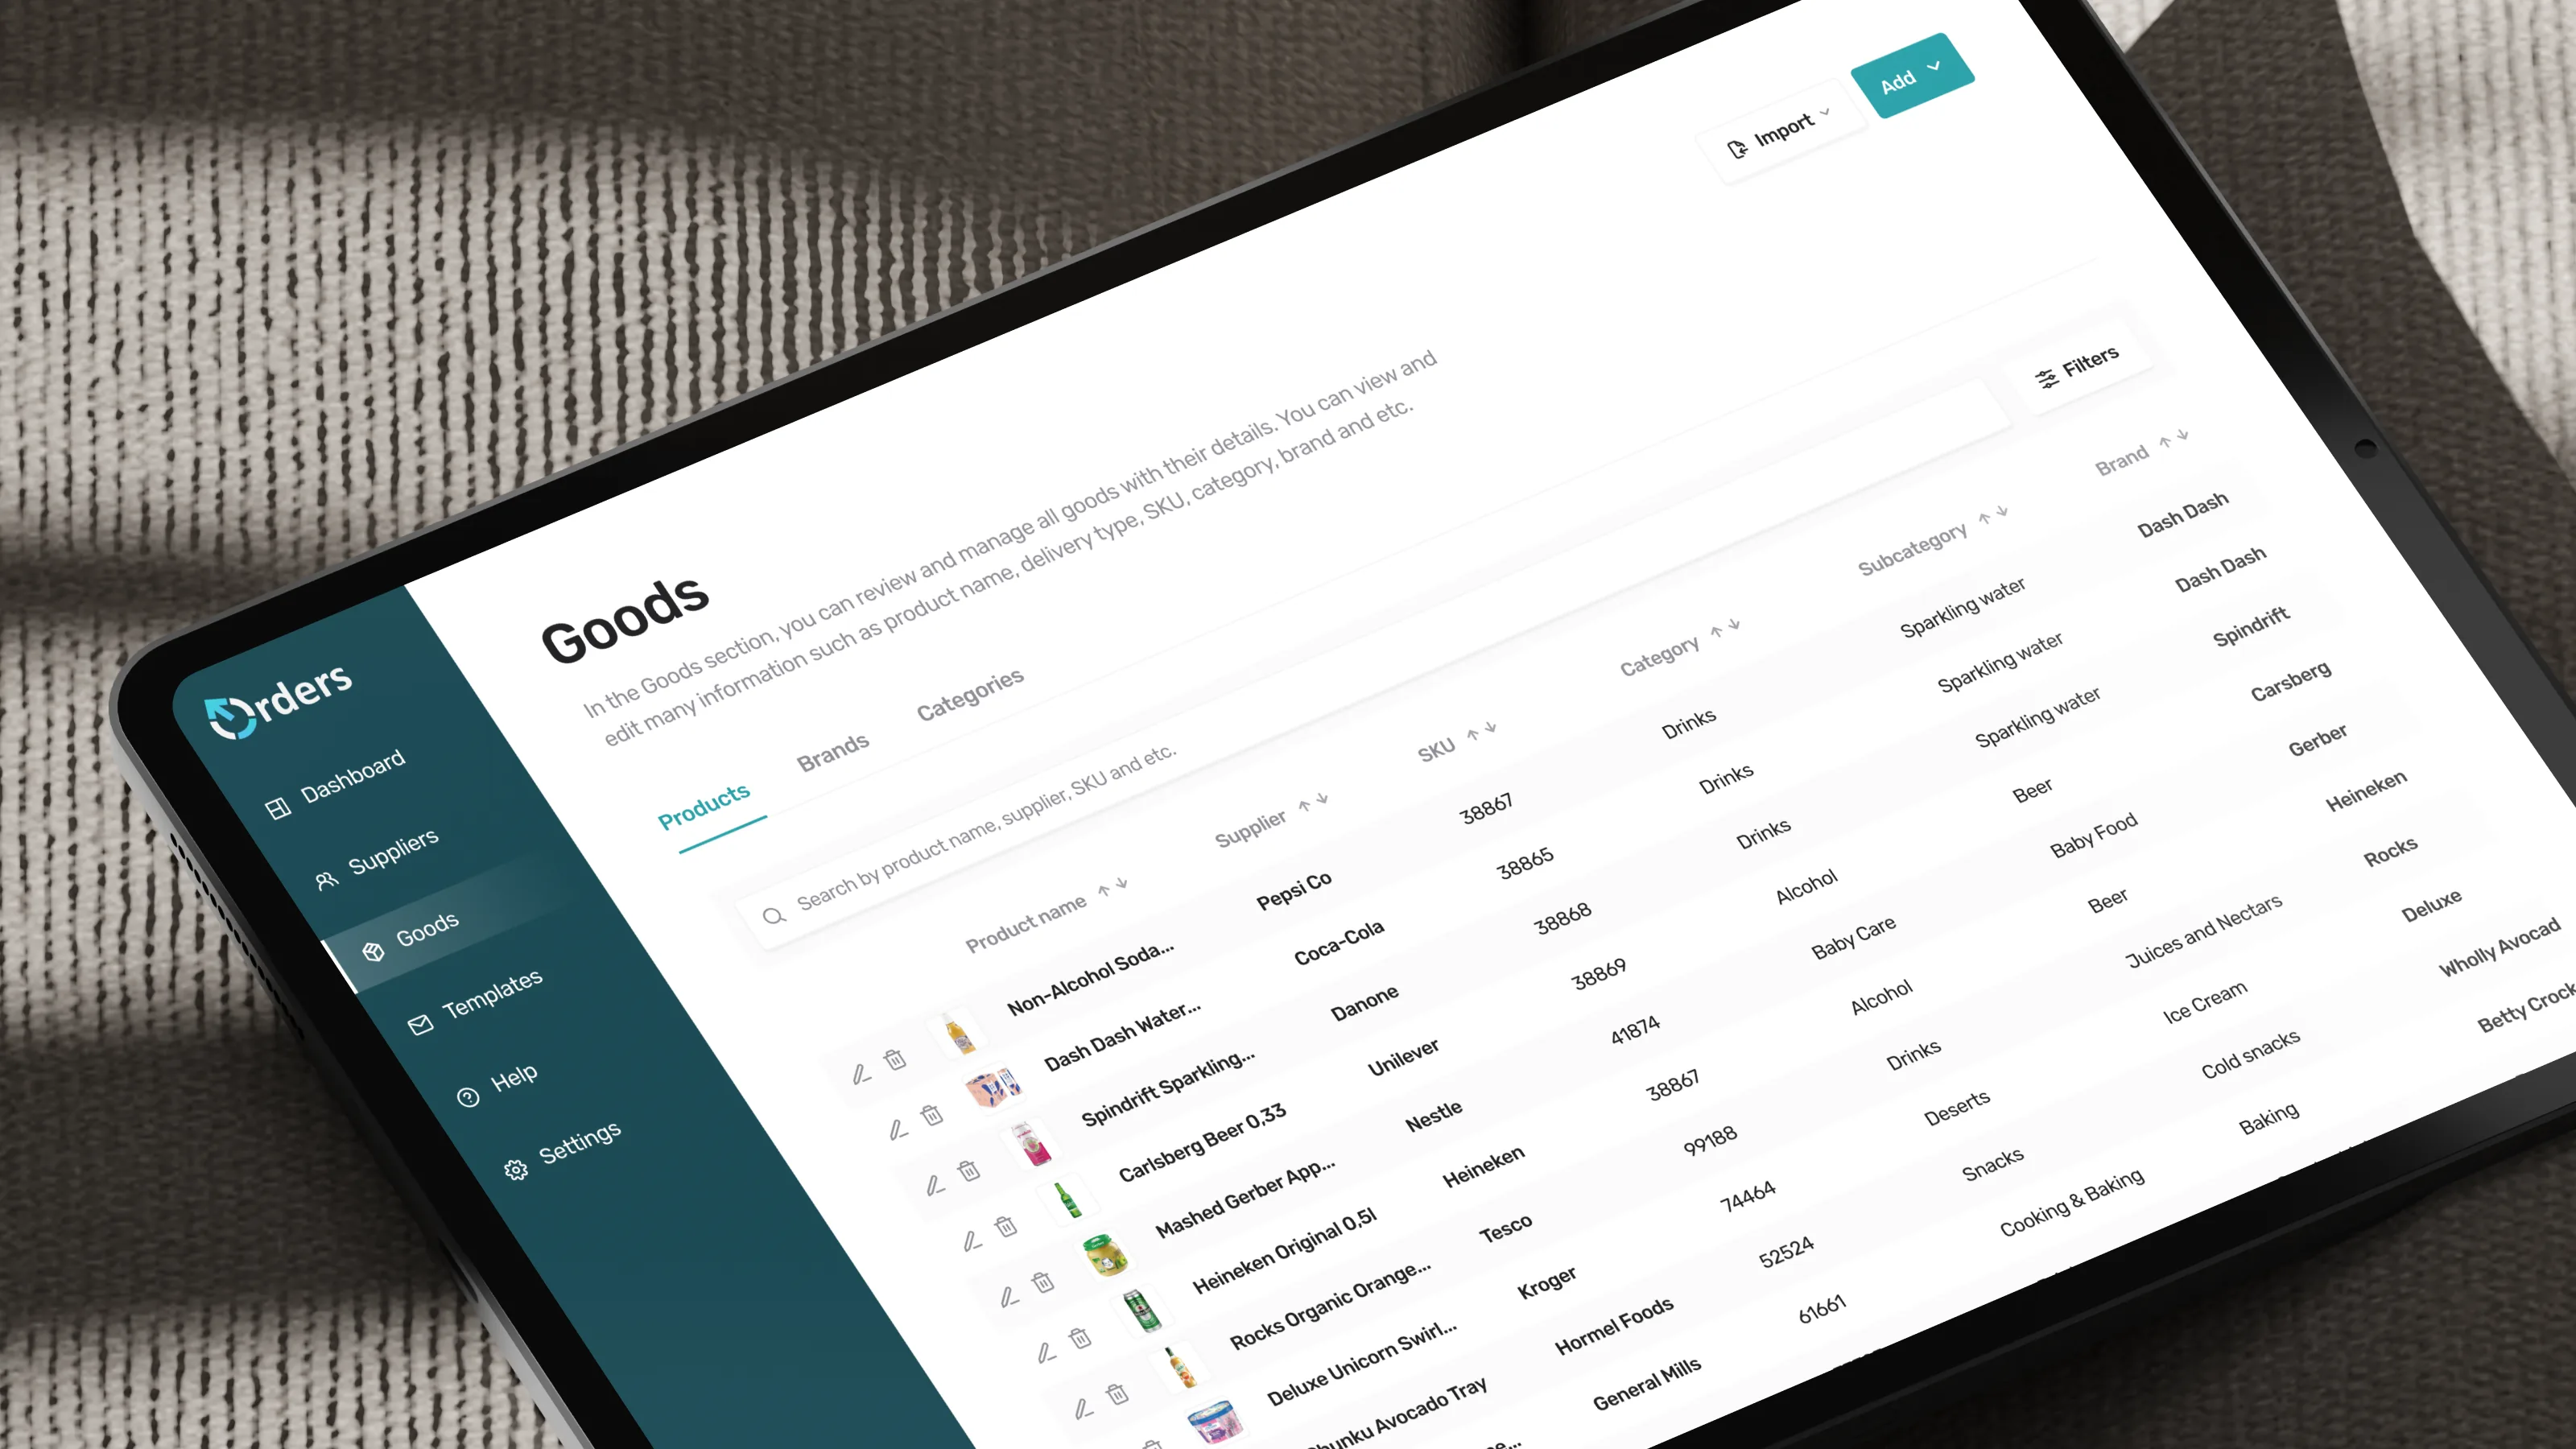 Add
Import
Filters
Goods
In the Goods section, you can review and manage all goods with their details. You can view and
edit many information such as product name, delivery type, SKU, category, brand and etc.
Orders
Dashboard
Suppliers
Goods
Templates
Help
Settings
Products Brands Categories
Search by product name, supplier, SKU and etc.
Product name Supplier SKU Category Subcategory Brand
Non-Alcohol Soda... Pepsi Co 38867 Drinks Sparkling water Dash Dash
Dash Dash Water... Coca-Cola 38865 Drinks Sparkling water Dash Dash
Spindrift Sparkling... Danone 38868 Drinks Sparkling water Spindrift
Carlsberg Beer 0,33 Unilever 38869 Alcohol Beer Carsberg
Mashed Gerber App... Nestle 41874 Baby Care Baby Food Gerber
Heineken Original 0,5l Heineken 38867 Alcohol Beer Heineken
Rocks Organic Orange... Tesco 99188 Drinks Juices and Nectars Rocks
Deluxe Unicorn Swirl... Kroger 74464 Deserts Ice Cream Deluxe
Avocado Tray Hormel Foods 52524 Snacks Cold snacks Wholly Avocad
General Mills 61661 Cooking & Baking Baking Betty Crock